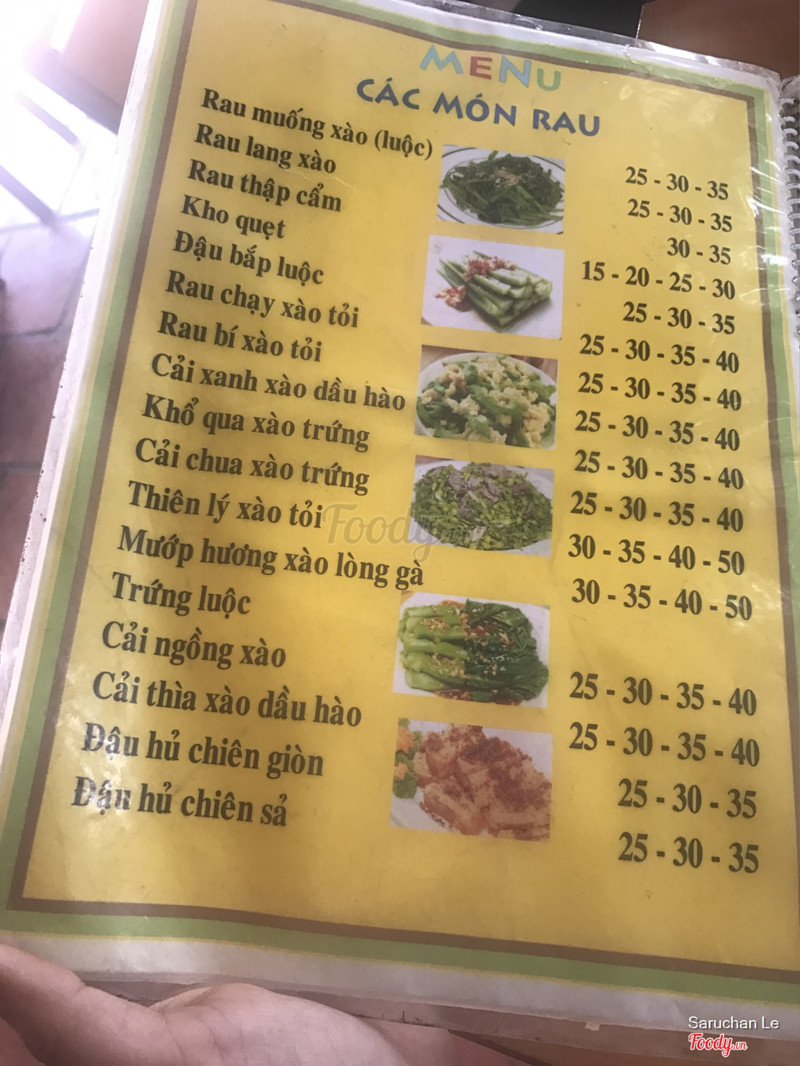 MENU
CÁC MÓN RAU
Rau muống xào (luộc) 25 - 30 - 35
Rau lang xào 25 - 30 - 35
Rau thập cẩm 30 - 35
Kho quẹt 15 - 20 - 25 - 30
Đậu bắp luộc 25 - 30 - 35
Rau chạy xào tỏi 25 - 30 - 35 - 40
Rau bí xào tỏi 25 - 30 - 35 - 40
Cải xanh xào dầu hào 25 - 30 - 35 - 40
Khổ qua xào trứng 25 - 30 - 35 - 40
Cải chua xào trứng 25 - 30 - 35 - 40
Thiên lý xào tỏi 30 - 35 - 40 - 50
Mướp hương xào lòng gà 30 - 35 - 40 - 50
Trứng luộc
Cải ngồng xào 25 - 30 - 35 - 40
Cải thìa xào dầu hào 25 - 30 - 35 - 40
Đậu hủ chiên giòn 25 - 30 - 35
Đậu hủ chiên sả 25 - 30 - 35
Foody.vn
Saruchan Le
Foody.vn